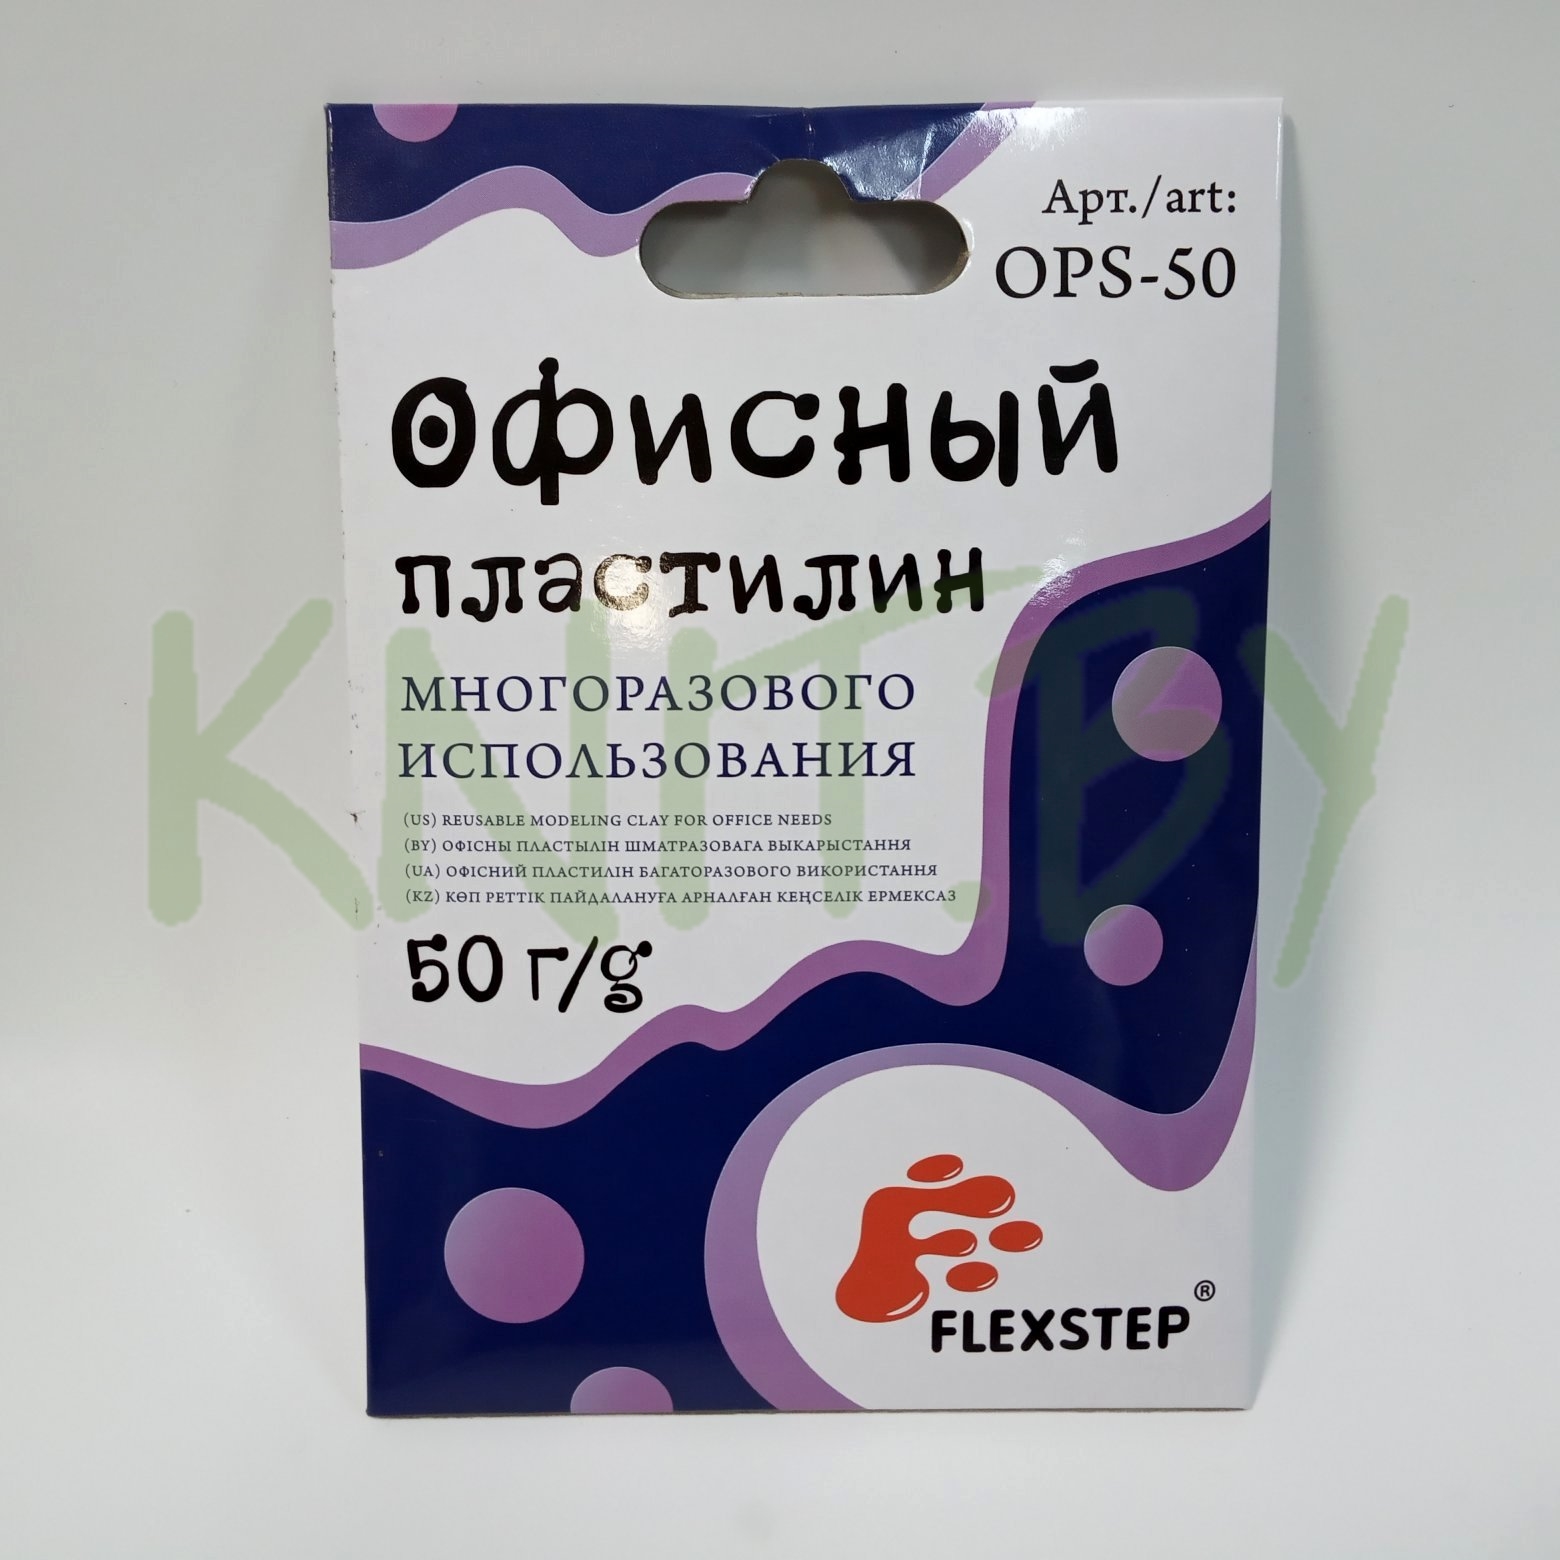 Арт./art:
OPS-50
Офисный
пластилин
МНОГОРАЗОВОГО
ИСПОЛЬЗОВАНИЯ
(US) REUSABLE MODELING CLAY FOR OFFICE NEEDS
(BY) ОФІСНЫ ПЛАСТЫЛІН ШМАТРАЗОВАГА ВЫКАРЫСТАННЯ
(UA) ОФІСНИЙ ПЛАСТИЛІН БАГАТОРАЗОВОГО ВИКОРИСТАННЯ
(KZ) КӨП РЕТТІК ПАЙДАЛАНУҒА АРНАЛҒАН КЕҢСЕЛІК ЕРМЕКСАЗ
50 г/g
FLEXSTEP®
KNIT.BY